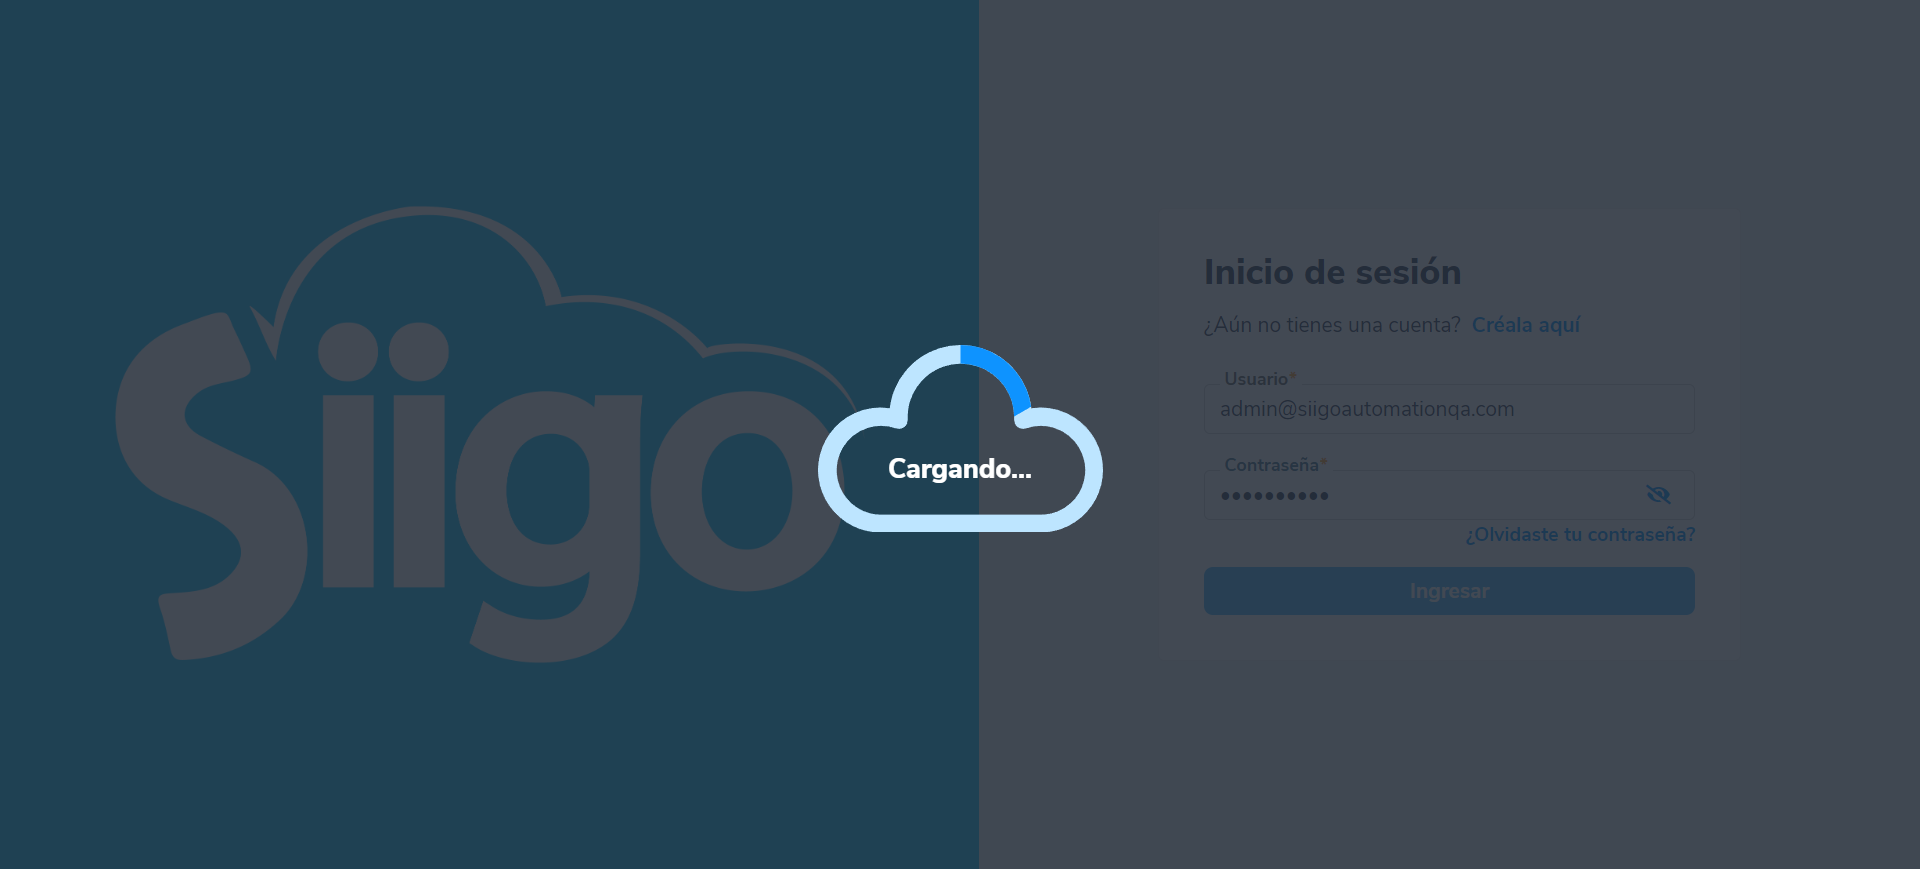 Siigo
Inicio de sesión
¿Aún no tienes una cuenta? Créala aquí
Usuario*
admin@siigoautomationqa.com
Contraseña*
••••••••••
¿Olvidaste tu contraseña?
Ingresar
Cargando...